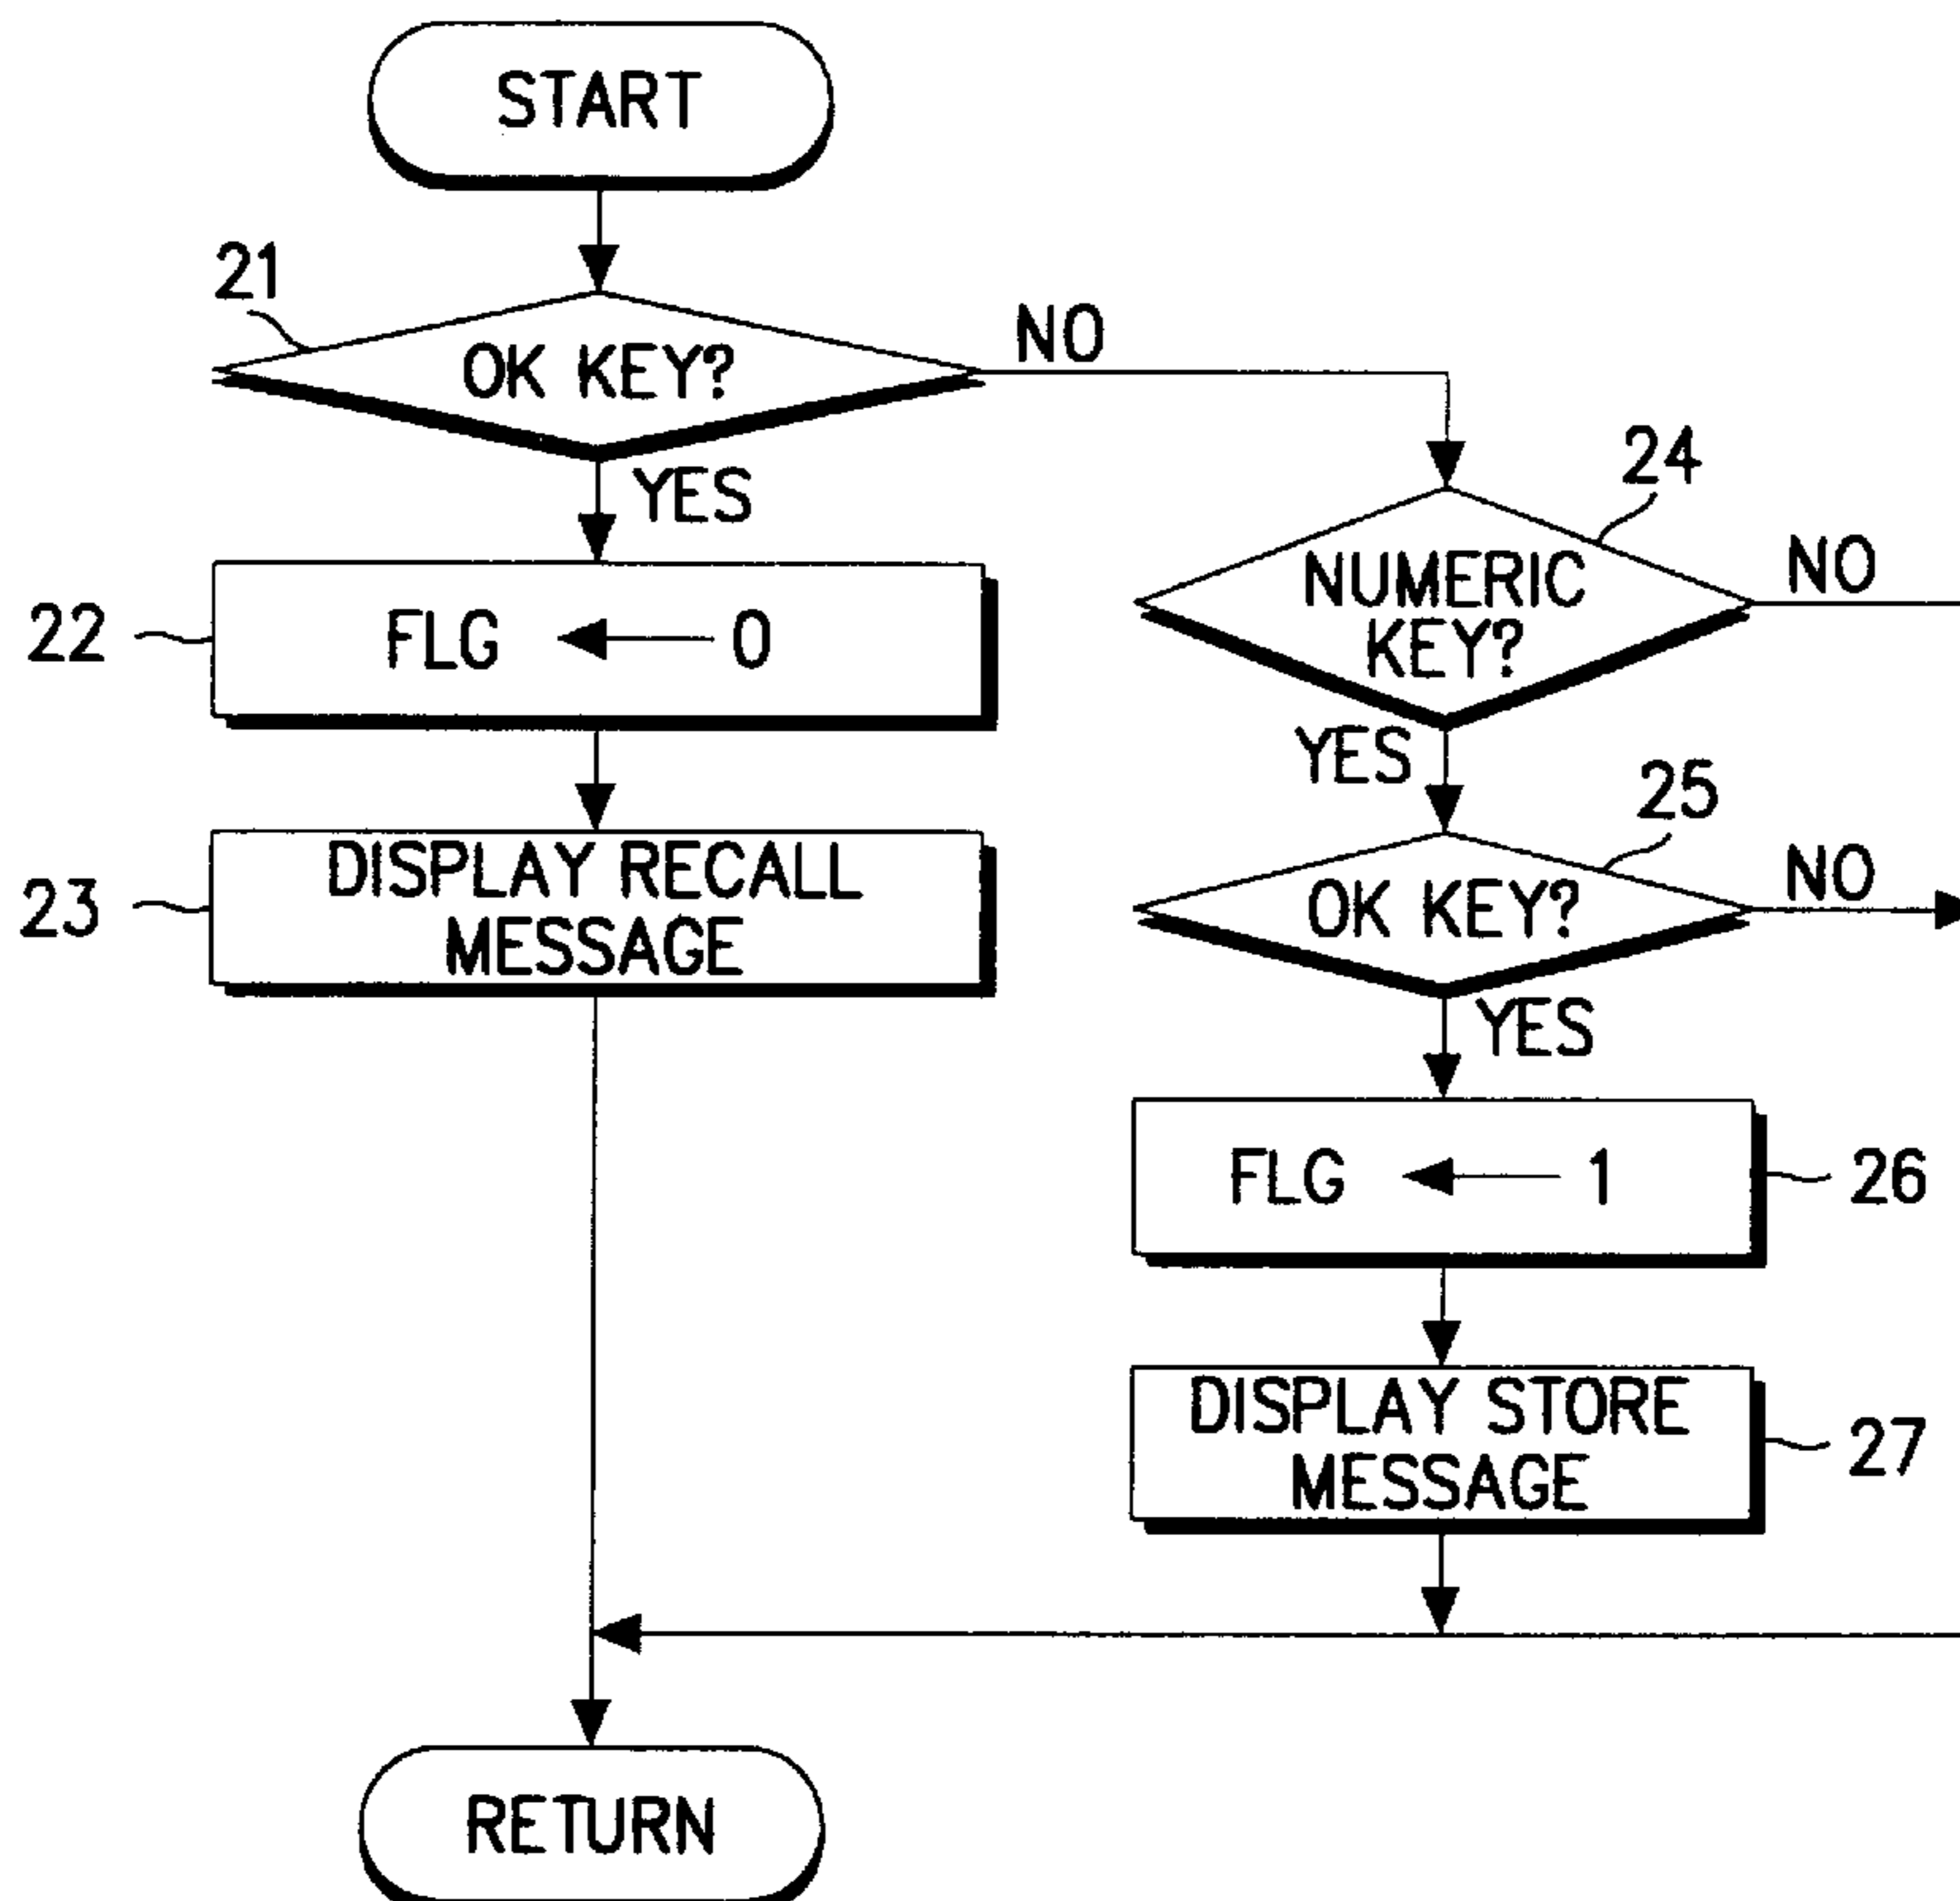 START
21
OK KEY?
NO
YES
22
FLG ← 0
23
DISPLAY RECALL
MESSAGE
24
NUMERIC
KEY?
NO
YES
25
OK KEY?
NO
YES
FLG ← 1
26
DISPLAY STORE
MESSAGE
27
RETURN